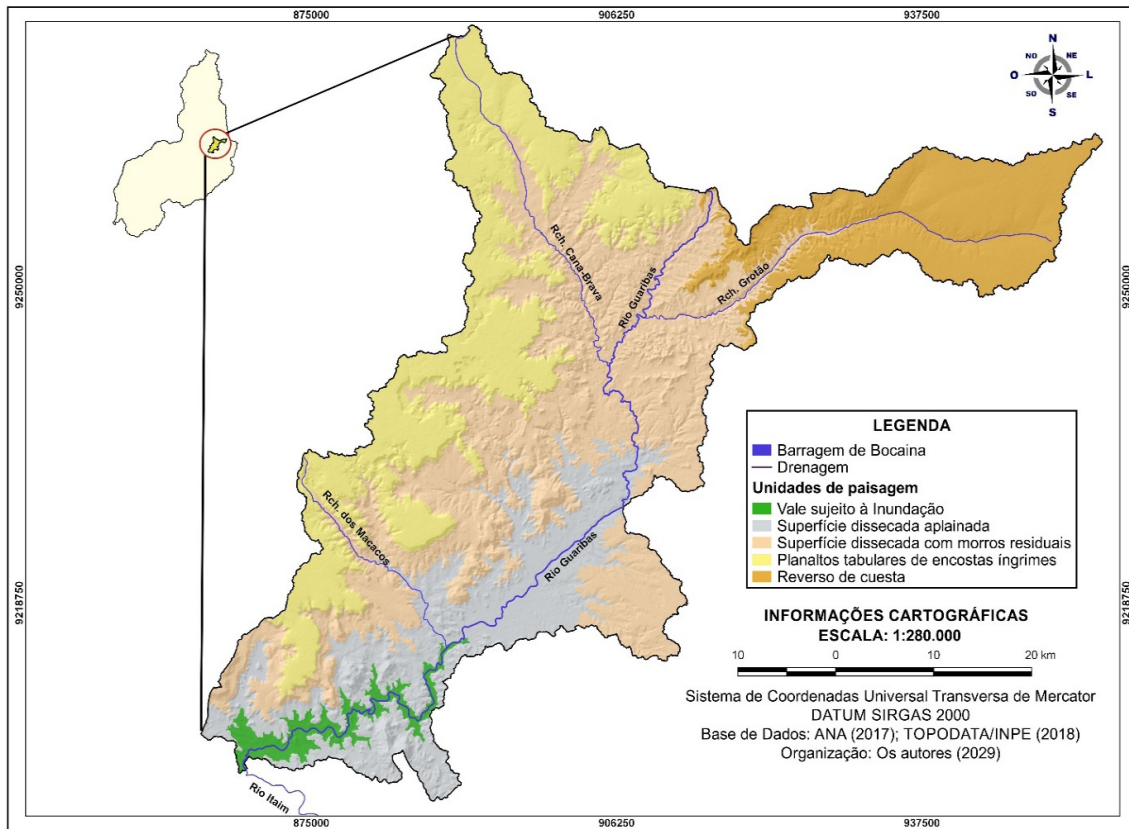 875000
906250
937500
N
NO
NE
O
L
SO
SE
S
9250000
9250000
Rch. Cana-Brava
Rio Guaribas
Rch. Grotão
Rch. dos Macacos
Rio Guaribas
9218750
9218750
Rio Itaim
LEGENDA
Barragem de Bocaina
Drenagem
Unidades de paisagem
Vale sujeito à Inundação
Superfície dissecada aplainada
Superfície dissecada com morros residuais
Planaltos tabulares de encostas íngrimes
Reverso de cuesta
INFORMAÇÕES CARTOGRÁFICAS
ESCALA: 1:280.000
10 0 10 20 km
Sistema de Coordenadas Universal Transversa de Mercator
DATUM SIRGAS 2000
Base de Dados: ANA (2017); TOPODATA/INPE (2018)
Organização: Os autores (2029)
875000
906250
937500